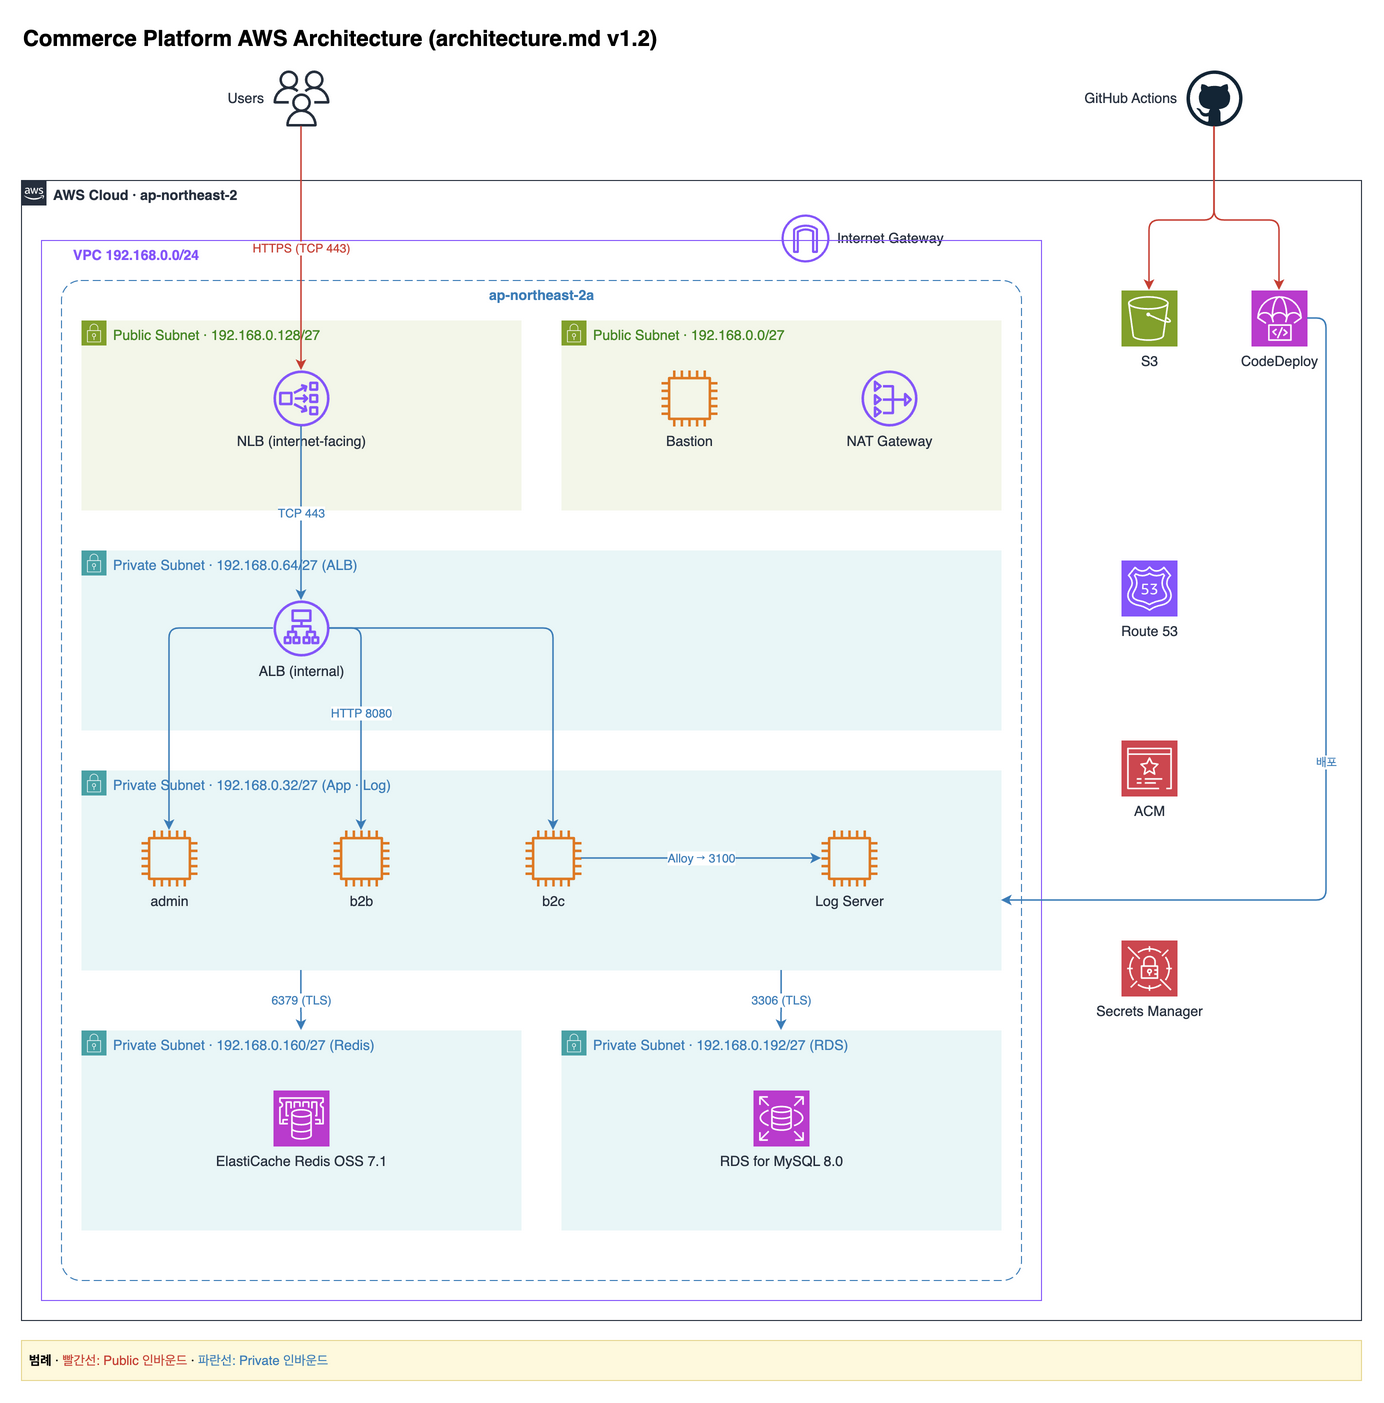 Commerce Platform AWS Architecture (architecture.md v1.2)
Users
GitHub Actions
aws
AWS Cloud · ap-northeast-2
Internet Gateway
HTTPS (TCP 443)
VPC 192.168.0.0/24
ap-northeast-2a
Public Subnet · 192.168.0.128/27
Public Subnet · 192.168.0.0/27
S3
CodeDeploy
NLB (internet-facing)
Bastion
NAT Gateway
TCP 443
Private Subnet · 192.168.0.64/27 (ALB)
53
Route 53
ALB (internal)
HTTP 8080
배포
Private Subnet · 192.168.0.32/27 (App · Log)
ACM
Alloy → 3100
admin
b2b
b2c
Log Server
6379 (TLS)
3306 (TLS)
Secrets Manager
Private Subnet · 192.168.0.160/27 (Redis)
Private Subnet · 192.168.0.192/27 (RDS)
ElastiCache Redis OSS 7.1
RDS for MySQL 8.0
범례 · 빨간선: Public 인바운드 · 파란선: Private 인바운드